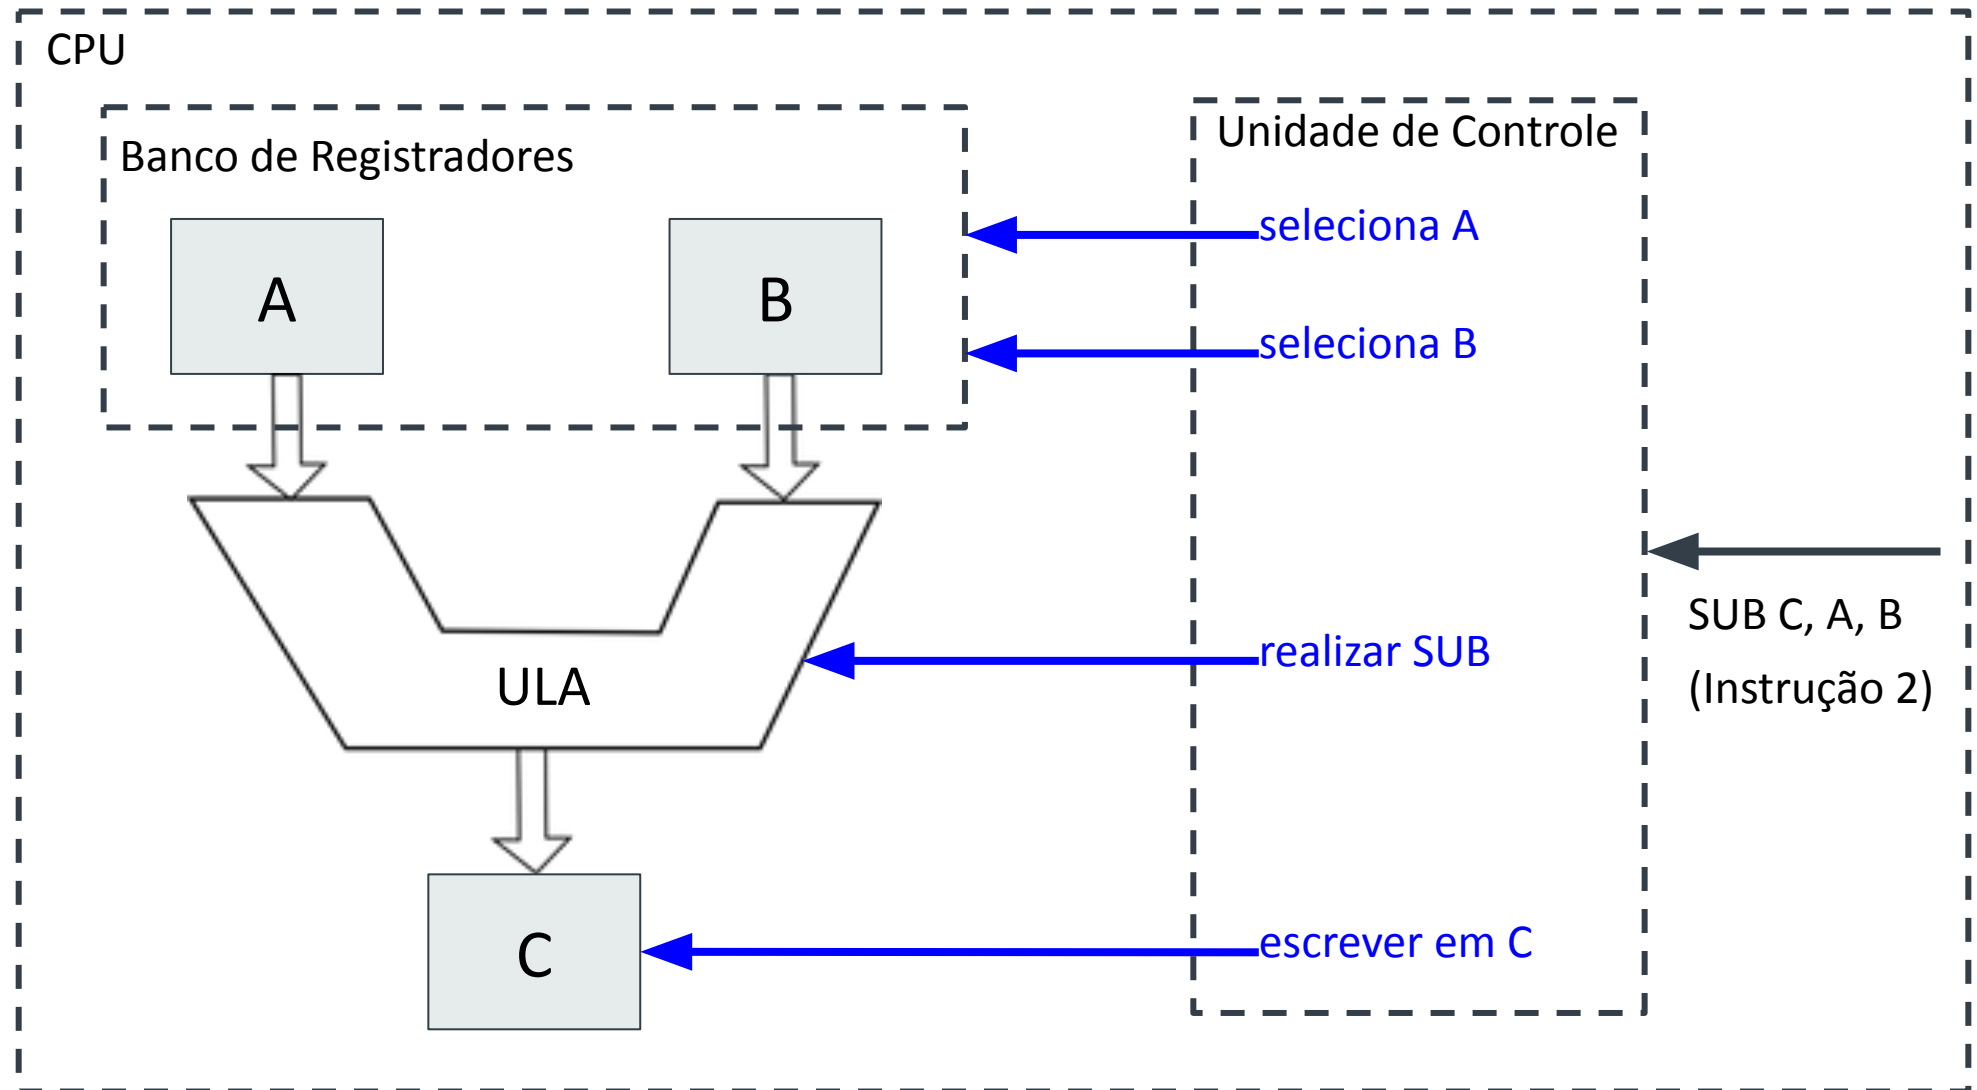 CPU
Banco de Registradores
Unidade de Controle
A
B
seleciona A
seleciona B
realizar SUB
ULA
SUB C, A, B
(Instrução 2)
C
escrever em C